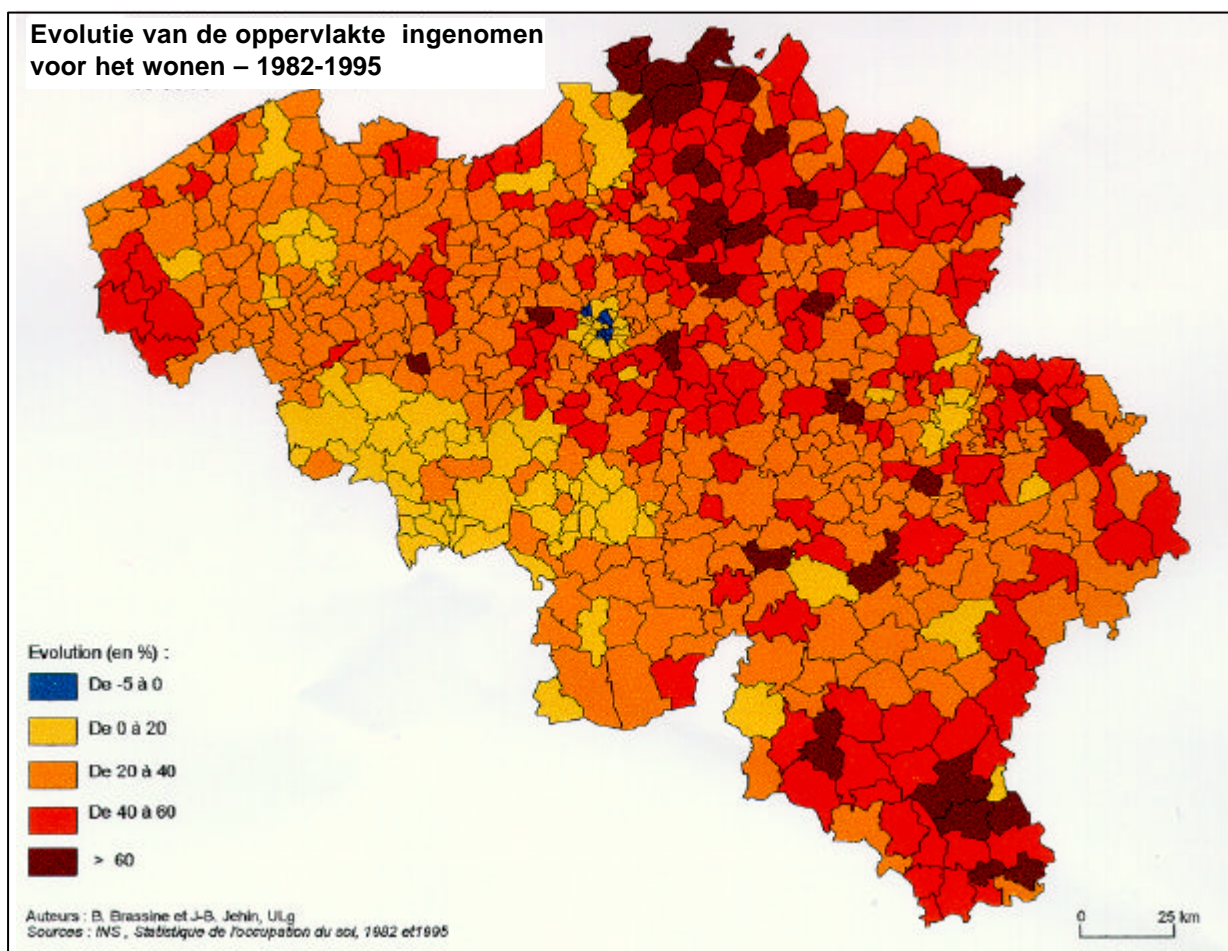 Evolutie van de oppervlakte ingenomen
voor het wonen – 1982-1995
Evolution (en %) :
De -5 à 0
De 0 à 20
De 20 à 40
De 40 à 60
> 60
Auteurs : B. Brassine et J-B. Jehin, ULg
Sources : INS , Statistique de l'occupation du sol, 1982 et1995
0 25 km